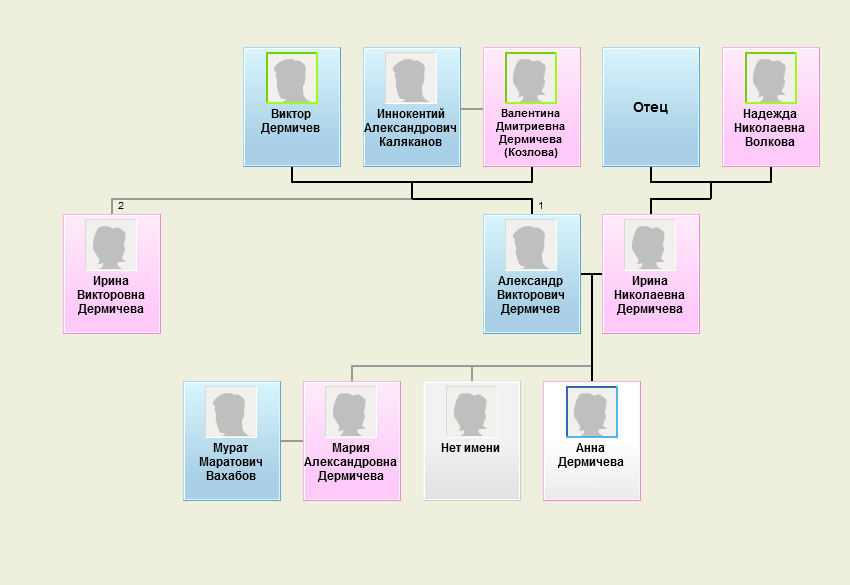 Виктор
Дермичев
Иннокентий
Александрович
Каляканов
Валентина
Дмитриевна
Дермичева
(Козлова)
Отец
Надежда
Николаевна
Волкова
2
1
Ирина
Викторовна
Дермичева
Александр
Викторович
Дермичев
Ирина
Николаевна
Дермичева
Мурат
Маратович
Вахабов
Мария
Александровна
Дермичева
Нет имени
Анна
Дермичева